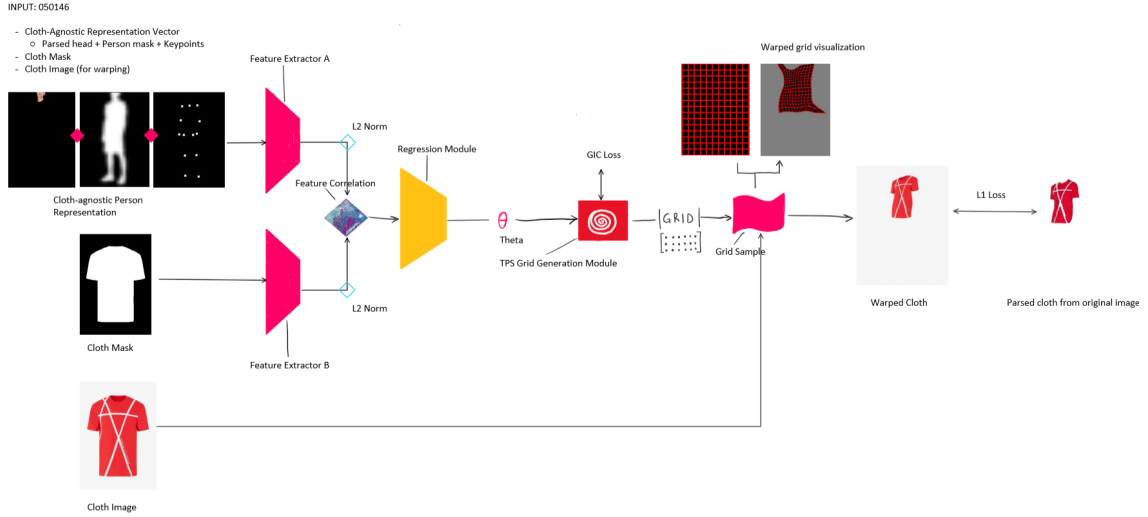 INPUT: 050146
- Cloth-Agnostic Representation Vector
o Parsed head + Person mask + Keypoints
- Cloth Mask
- Cloth Image (for warping)
Warped grid visualization
Feature Extractor A
L2 Norm
Regression Module
GIC Loss
Feature Correlation
L1 Loss
Cloth-agnostic Person
Representation
GRID
θ
Theta
Grid Sample
TPS Grid Generation Module
L2 Norm
Warped Cloth
Parsed cloth from original image
Cloth Mask
Feature Extractor B
Cloth Image